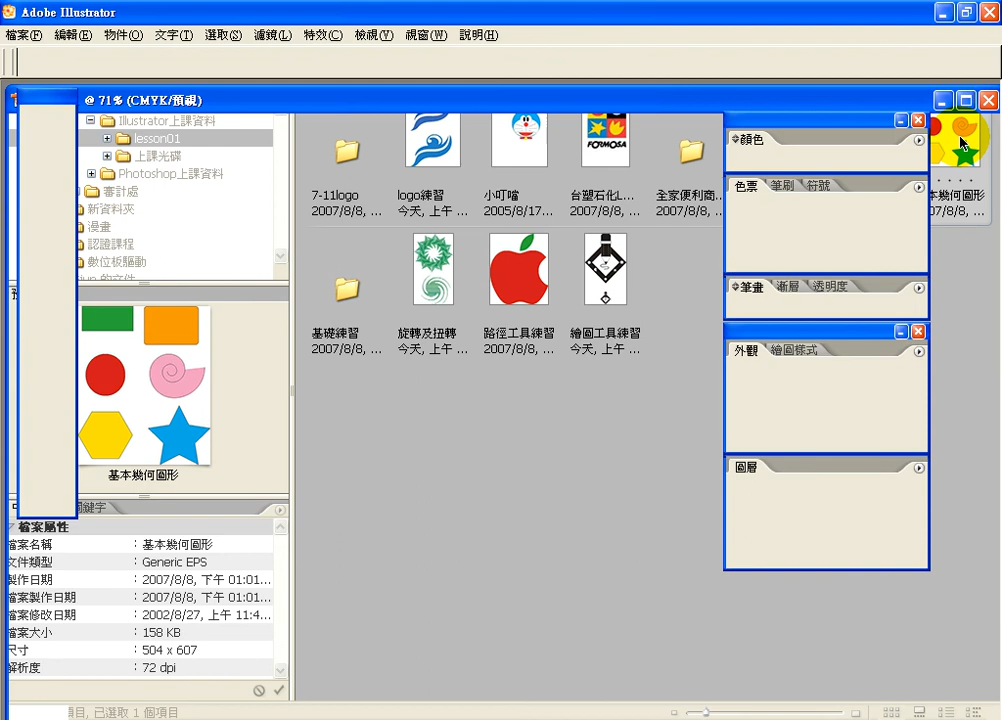 Adobe Illustrator
檔案(F) 編輯(E) 物件(O) 文字(T) 選取(S) 濾鏡(L) 特效(C) 檢視(V) 視窗(W) 說明(H)
@ 71% (CMYK/預視)
Illustrator上課資料
lesson01
上課光碟
Photoshop上課資料
審計處
新資料夾
漫畫
認證課程
數位板驅動
基本幾何圖形
關鍵字
檔案屬性
檔案名稱 : 基本幾何圖形
文件類型 : Generic EPS
製作日期 : 2007/8/8, 下午 01:01...
檔案製作日期 : 2007/8/8, 下午 01:01...
檔案修改日期 : 2002/8/27, 上午 11:4...
檔案大小 : 158 KB
尺寸 : 504 x 607
解析度 : 72 dpi
項目, 已選取 1 個項目
FORMOSA
7-11logo
2007/8/8, ...
logo練習
今天, 上午 ...
小叮噹
2005/8/17...
台塑石化L...
2007/8/8, ...
全家便利商...
2007/8/8, ...
本幾何圖形
07/8/8, ...
基礎練習
2007/8/8, ...
旋轉及扭轉
今天, 上午 ...
路徑工具練習
2007/8/8, ...
繪圖工具練習
今天, 上午 ...
顏色
色票 筆刷 符號
筆畫 漸層 透明度
外觀 繪圖樣式
圖層